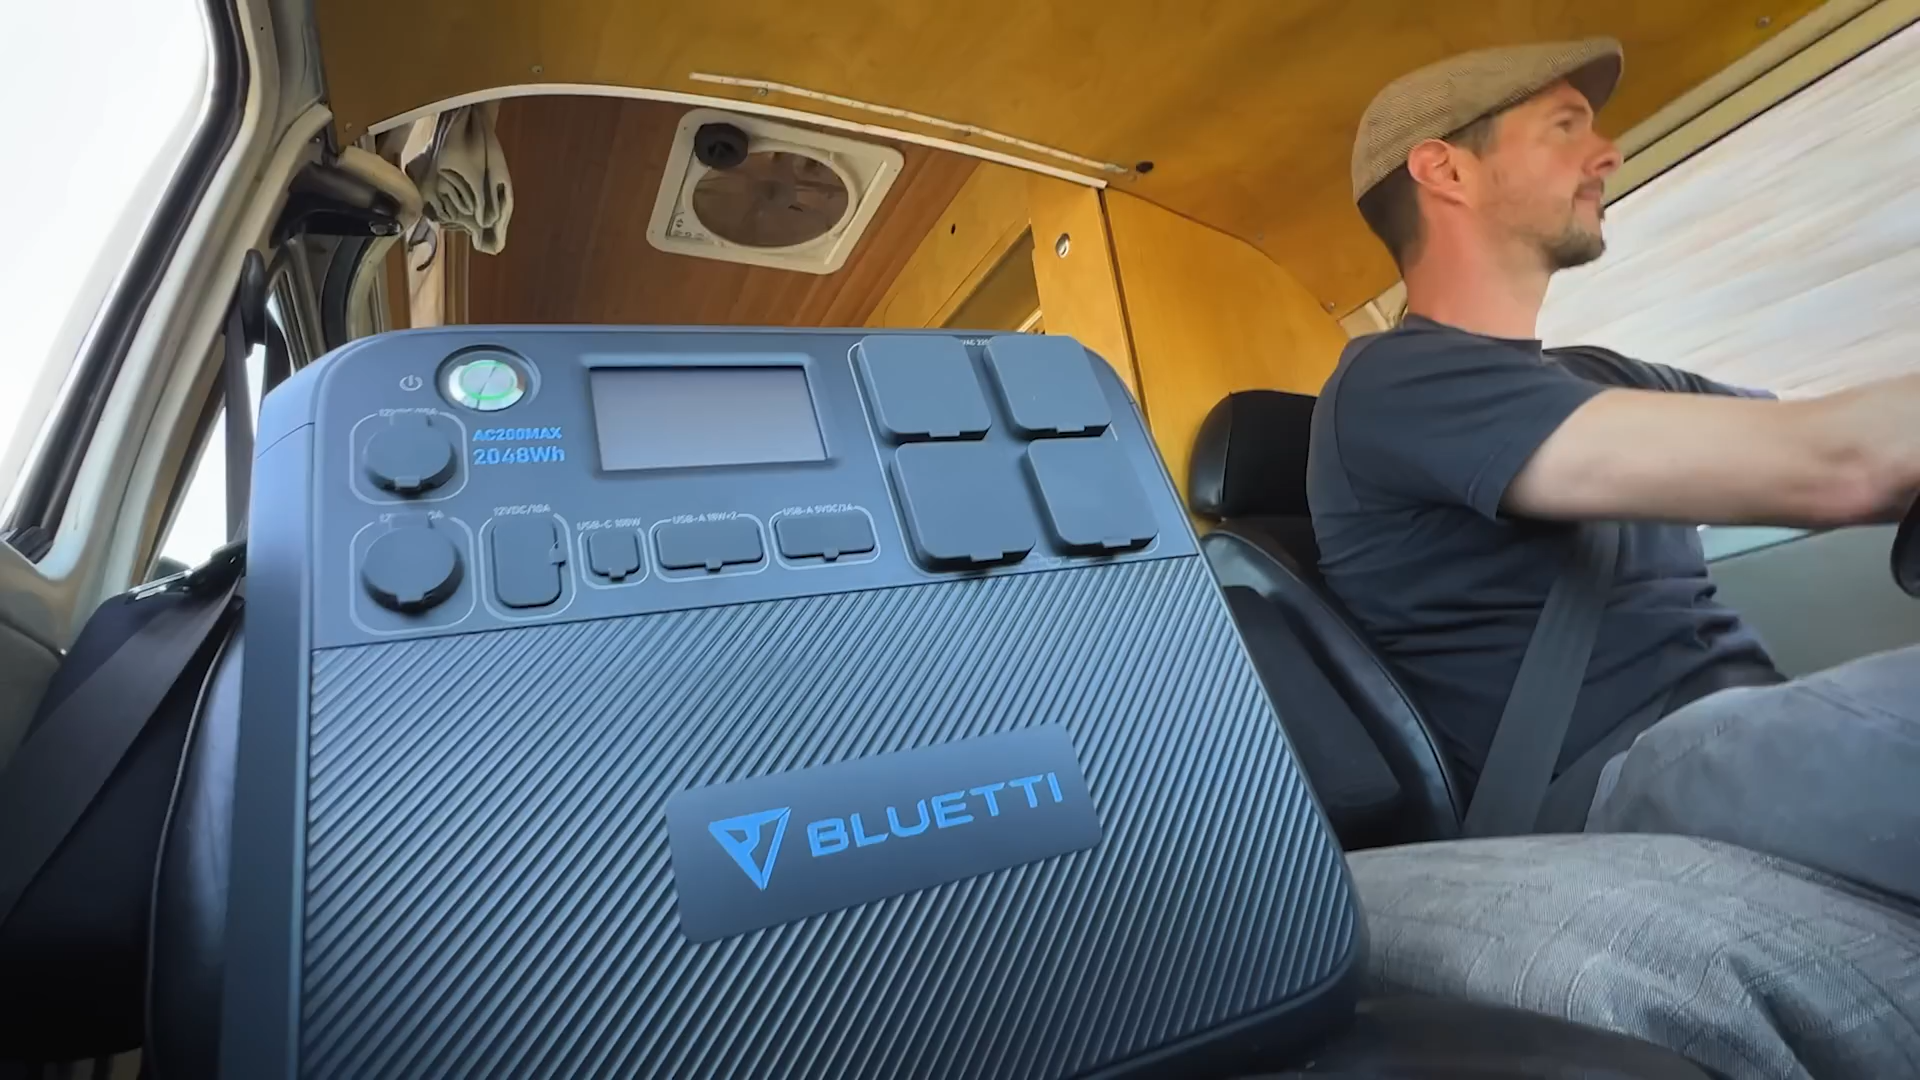 AC200MAX
2048Wh
12VDC/10A
USB-C 100W
USB-A 18W×2
USB-A 5VDC/3A
BLUETTI